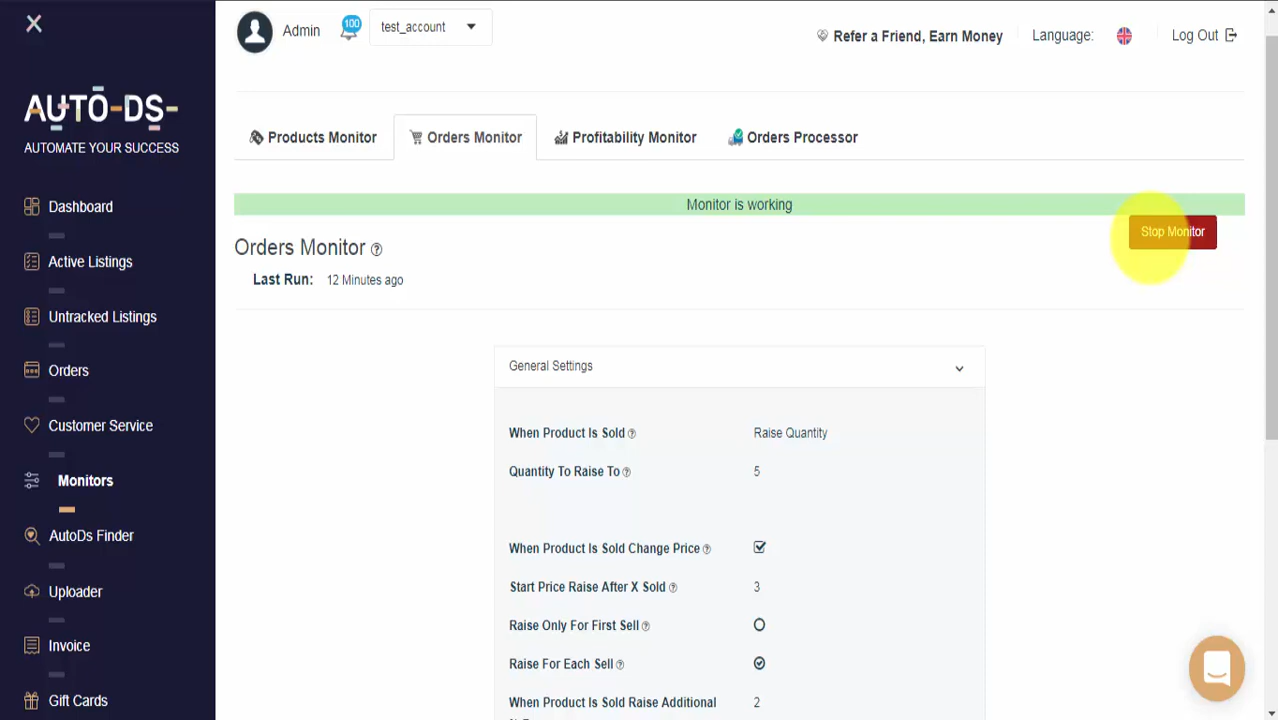 Admin
100
test_account
Refer a Friend, Earn Money
Language:
Log Out
AUTO-DS-
AUTOMATE YOUR SUCCESS
Dashboard
Active Listings
Untracked Listings
Orders
Customer Service
Monitors
AutoDs Finder
Uploader
Invoice
Gift Cards
Products Monitor
Orders Monitor
Profitability Monitor
Orders Processor
Monitor is working
Stop Monitor
Orders Monitor ?
Last Run: 12 Minutes ago
General Settings
When Product Is Sold ? Raise Quantity
Quantity To Raise To ? 5
When Product Is Sold Change Price ?
Start Price Raise After X Sold ? 3
Raise Only For First Sell ?
Raise For Each Sell ?
When Product Is Sold Raise Additional 2